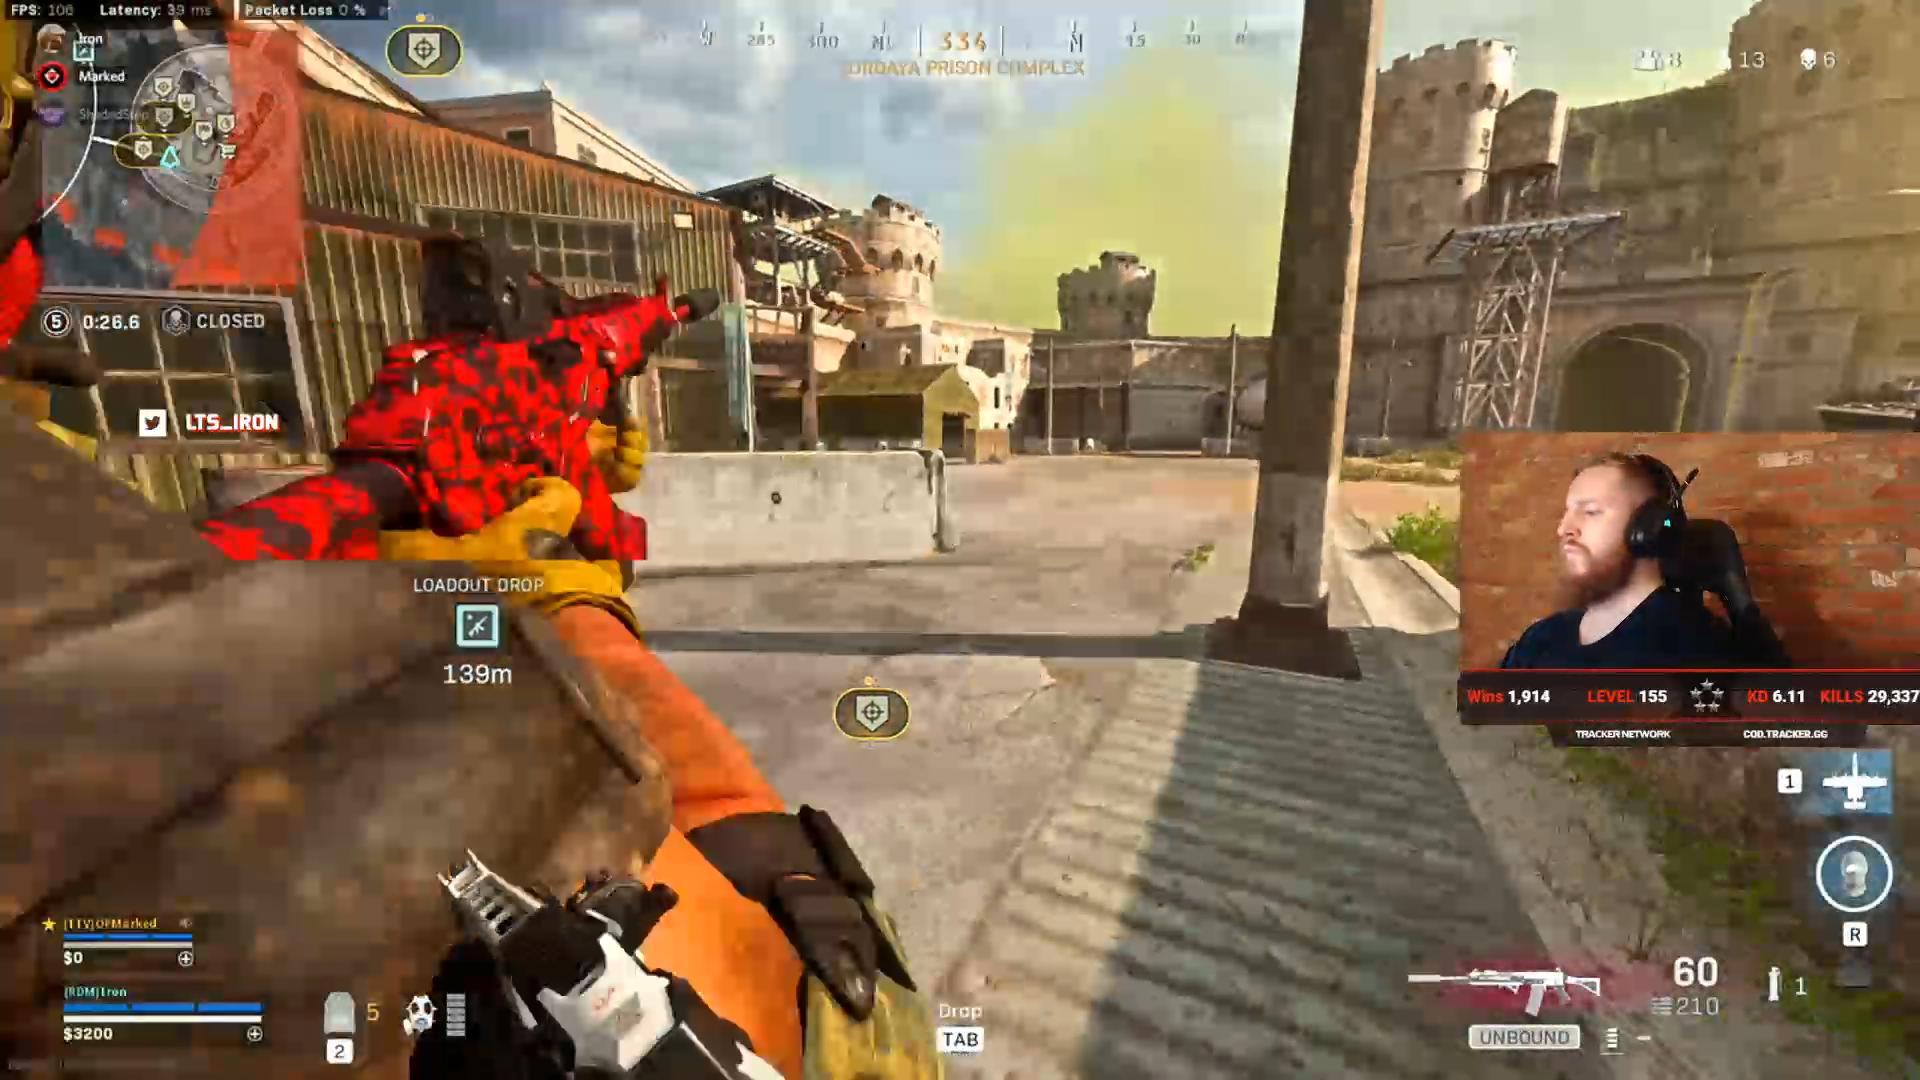 FPS: 106 Latency: 39 ms Packet Loss 0 %
Iron
Marked
ShadedStep
W 285 300 334 N 15 30
PRISON COMPLEX
8 13 6
5 0:26.6 CLOSED
LTS_IRON
LOADOUT DROP
139m
Wins 1,914 LEVEL 155 KD 6.11 KILLS 29,337
TRACKER NETWORK COD.TRACKER.GG
1
R
[TTV]OPMarked
$0
[RDM]Iron
$3200
5
2
Drop
TAB
60
210
1
UNBOUND